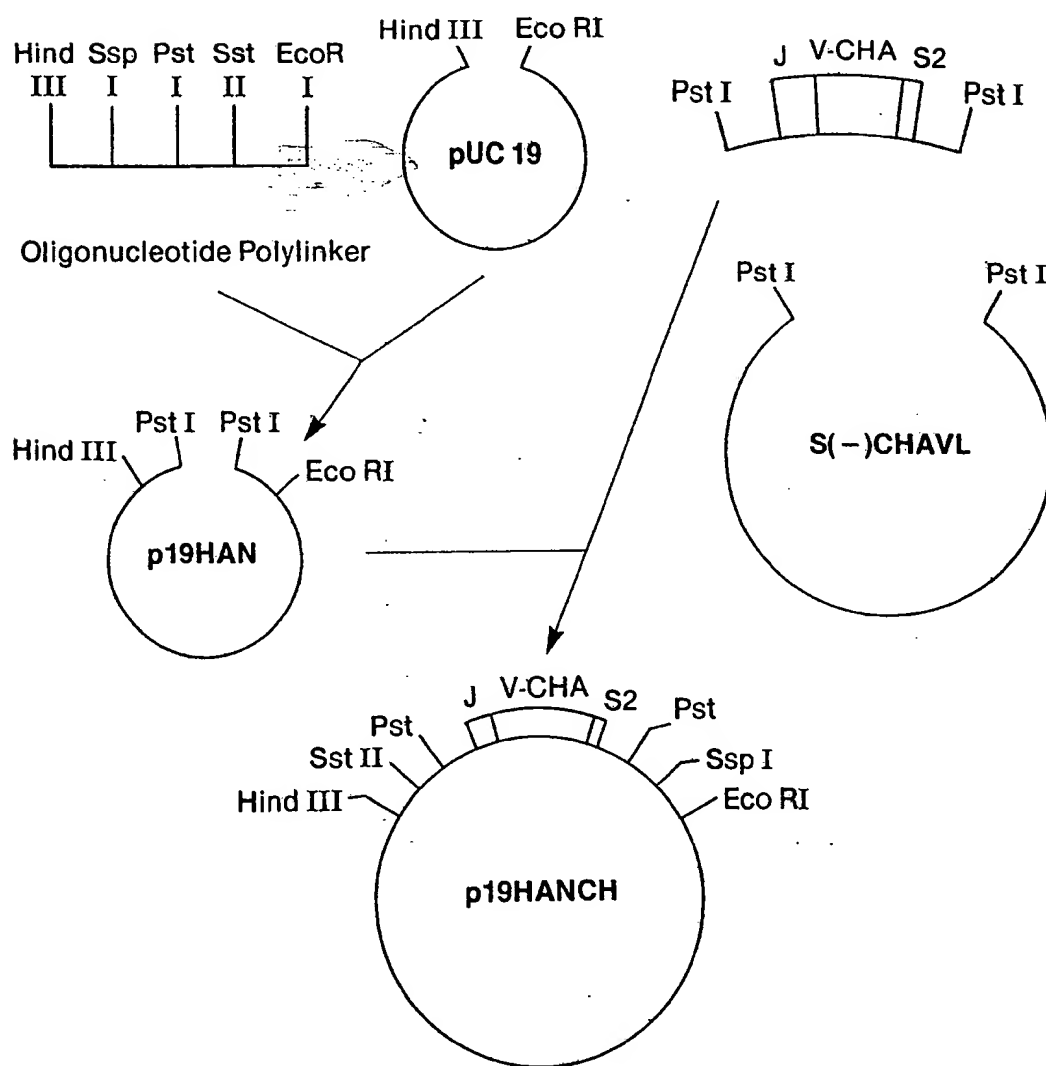 Hind Ssp Pst Sst EcoR
III I I II I
Oligonucleotide Polylinker
Hind III Eco RI
pUC 19
J V-CHA S2
Pst I Pst I
Pst I Pst I
S(-)CHAVL
Pst I Pst I
Hind III Eco RI
p19HAN
J V-CHA S2
Pst Pst
Sst II Ssp I
Hind III Eco RI
p19HANCH